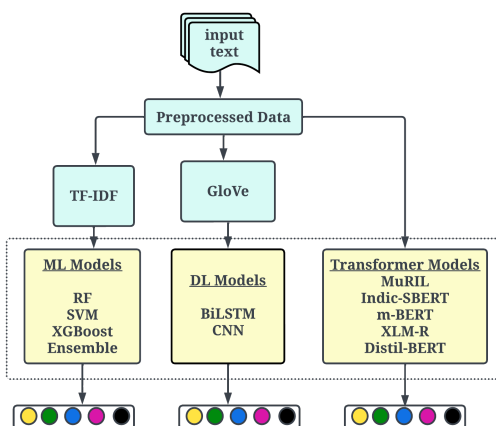 input
text
Preprocessed Data
TF-IDF
GloVe
ML Models
RF
SVM
XGBoost
Ensemble
DL Models
BiLSTM
CNN
Transformer Models
MuRIL
Indic-SBERT
m-BERT
XLM-R
Distil-BERT